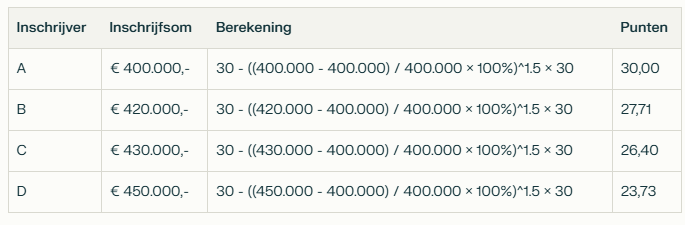 Inschrijver Inschrijfsom Berekening Punten
A € 400.000,- 30 - ((400.000 - 400.000) / 400.000 × 100%)^1.5 × 30 30,00
B € 420.000,- 30 - ((420.000 - 400.000) / 400.000 × 100%)^1.5 × 30 27,71
C € 430.000,- 30 - ((430.000 - 400.000) / 400.000 × 100%)^1.5 × 30 26,40
D € 450.000,- 30 - ((450.000 - 400.000) / 400.000 × 100%)^1.5 × 30 23,73